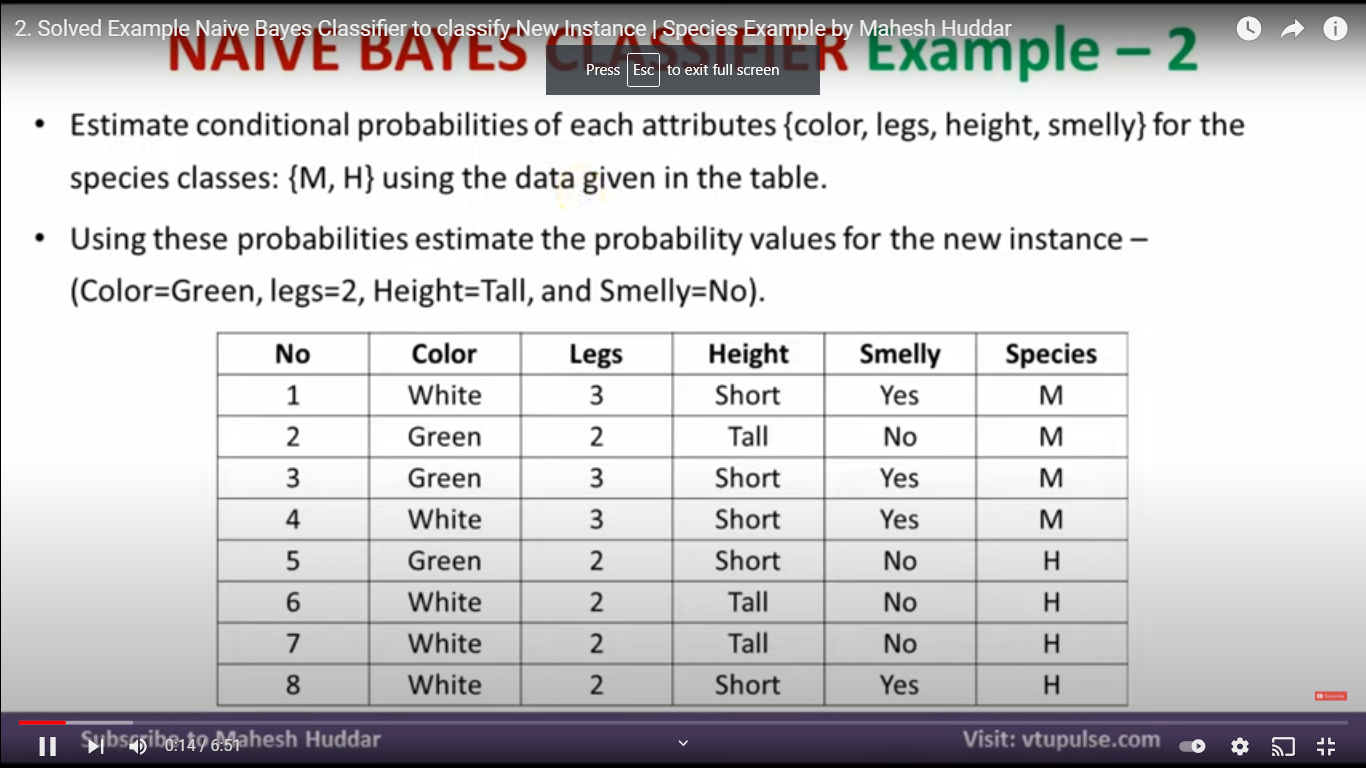 2. Solved Example Naive Bayes Classifier to classify New Instance | Species Example by Mahesh Huddar
NAIVE BAYES CLASSIFIER Example – 2
Press Esc to exit full screen
• Estimate conditional probabilities of each attributes {color, legs, height, smelly} for the
species classes: {M, H} using the data given in the table.
• Using these probabilities estimate the probability values for the new instance –
(Color=Green, legs=2, Height=Tall, and Smelly=No).
No Color Legs Height Smelly Species
1 White 3 Short Yes M
2 Green 2 Tall No M
3 Green 3 Short Yes M
4 White 3 Short Yes M
5 Green 2 Short No H
6 White 2 Tall No H
7 White 2 Tall No H
8 White 2 Short Yes H
Subscribe to Mahesh Huddar
0:14 / 6:51
Visit: vtupulse.com